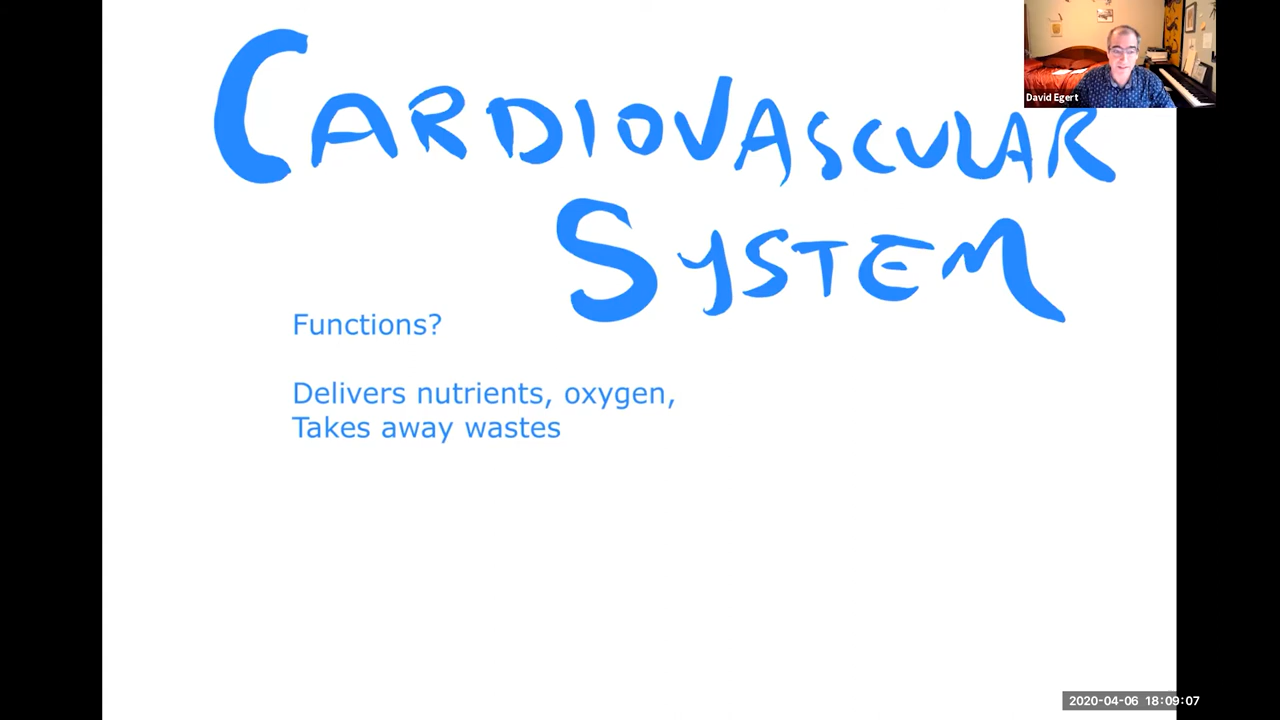 CARDIOVASCULAR
SYSTEM
David Egert
Functions?
Delivers nutrients, oxygen,
Takes away wastes
2020-04-06 18:09:07